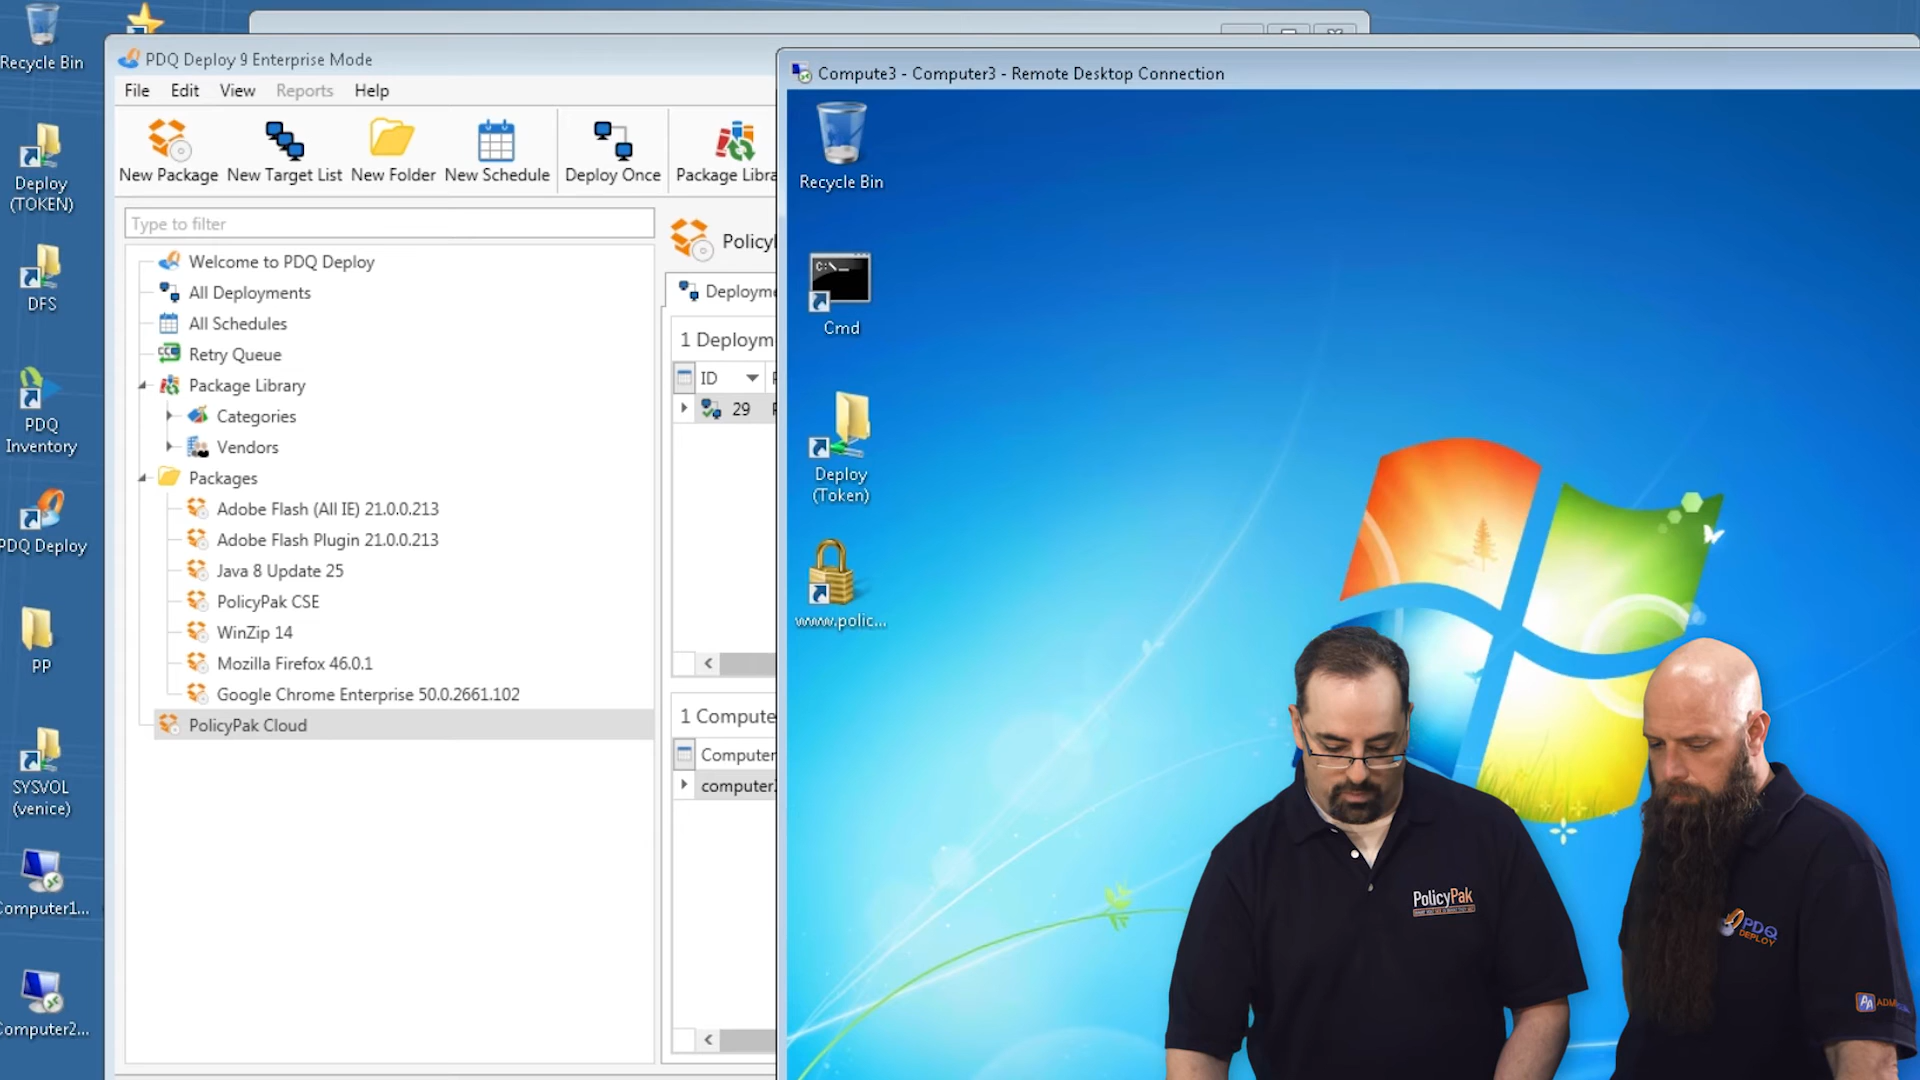 Recycle Bin
Deploy
(TOKEN)
DFS
PDQ
Inventory
PDQ Deploy
PP
SYSVOL
(venice)
Computer1...
Computer2...
PDQ Deploy 9 Enterprise Mode
File Edit View Reports Help
New Package New Target List New Folder New Schedule Deploy Once Package Libra
Type to filter
Welcome to PDQ Deploy
All Deployments
All Schedules
Retry Queue
Package Library
Categories
Vendors
Packages
Adobe Flash (All IE) 21.0.0.213
Adobe Flash Plugin 21.0.0.213
Java 8 Update 25
PolicyPak CSE
WinZip 14
Mozilla Firefox 46.0.1
Google Chrome Enterprise 50.0.2661.102
PolicyPak Cloud
Policyl
Deployme
1 Deploym
ID
29
1 Compute
Computer
computer
Compute3 - Computer3 - Remote Desktop Connection
Recycle Bin
C:\_
Cmd
Deploy
(Token)
www.polic...
PolicyPak
PDQ
DEPLOY
PA ADM